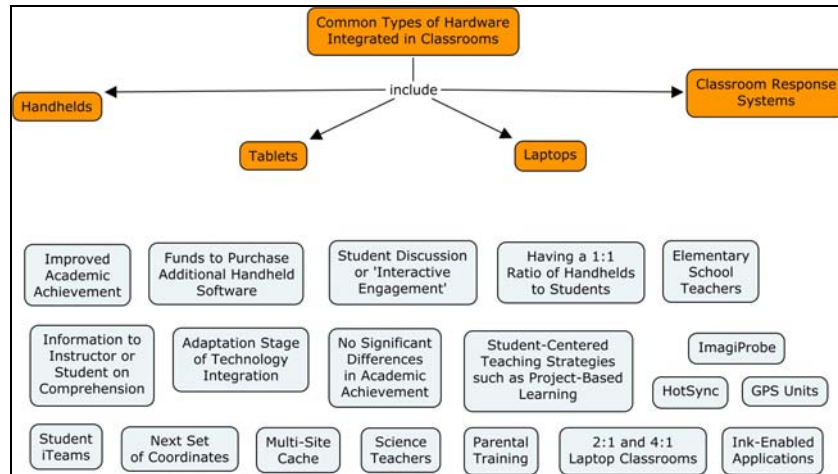 Common Types of Hardware
Integrated in Classrooms
include
Handhelds
Classroom Response
Systems
Tablets
Laptops
Improved
Academic
Achievement
Funds to Purchase
Additional Handheld
Software
Student Discussion
or 'Interactive
Engagement'
Having a 1:1
Ratio of Handhelds
to Students
Elementary
School
Teachers
Information to
Instructor or
Student on
Comprehension
Adaptation Stage
of Technology
Integration
No Significant
Differences
in Academic
Achievement
Student-Centered
Teaching Strategies
such as Project-Based
Learning
ImagiProbe
HotSync
GPS Units
Student
iTeams
Next Set
of Coordinates
Multi-Site
Cache
Science
Teachers
Parental
Training
2:1 and 4:1
Laptop Classrooms
Ink-Enabled
Applications